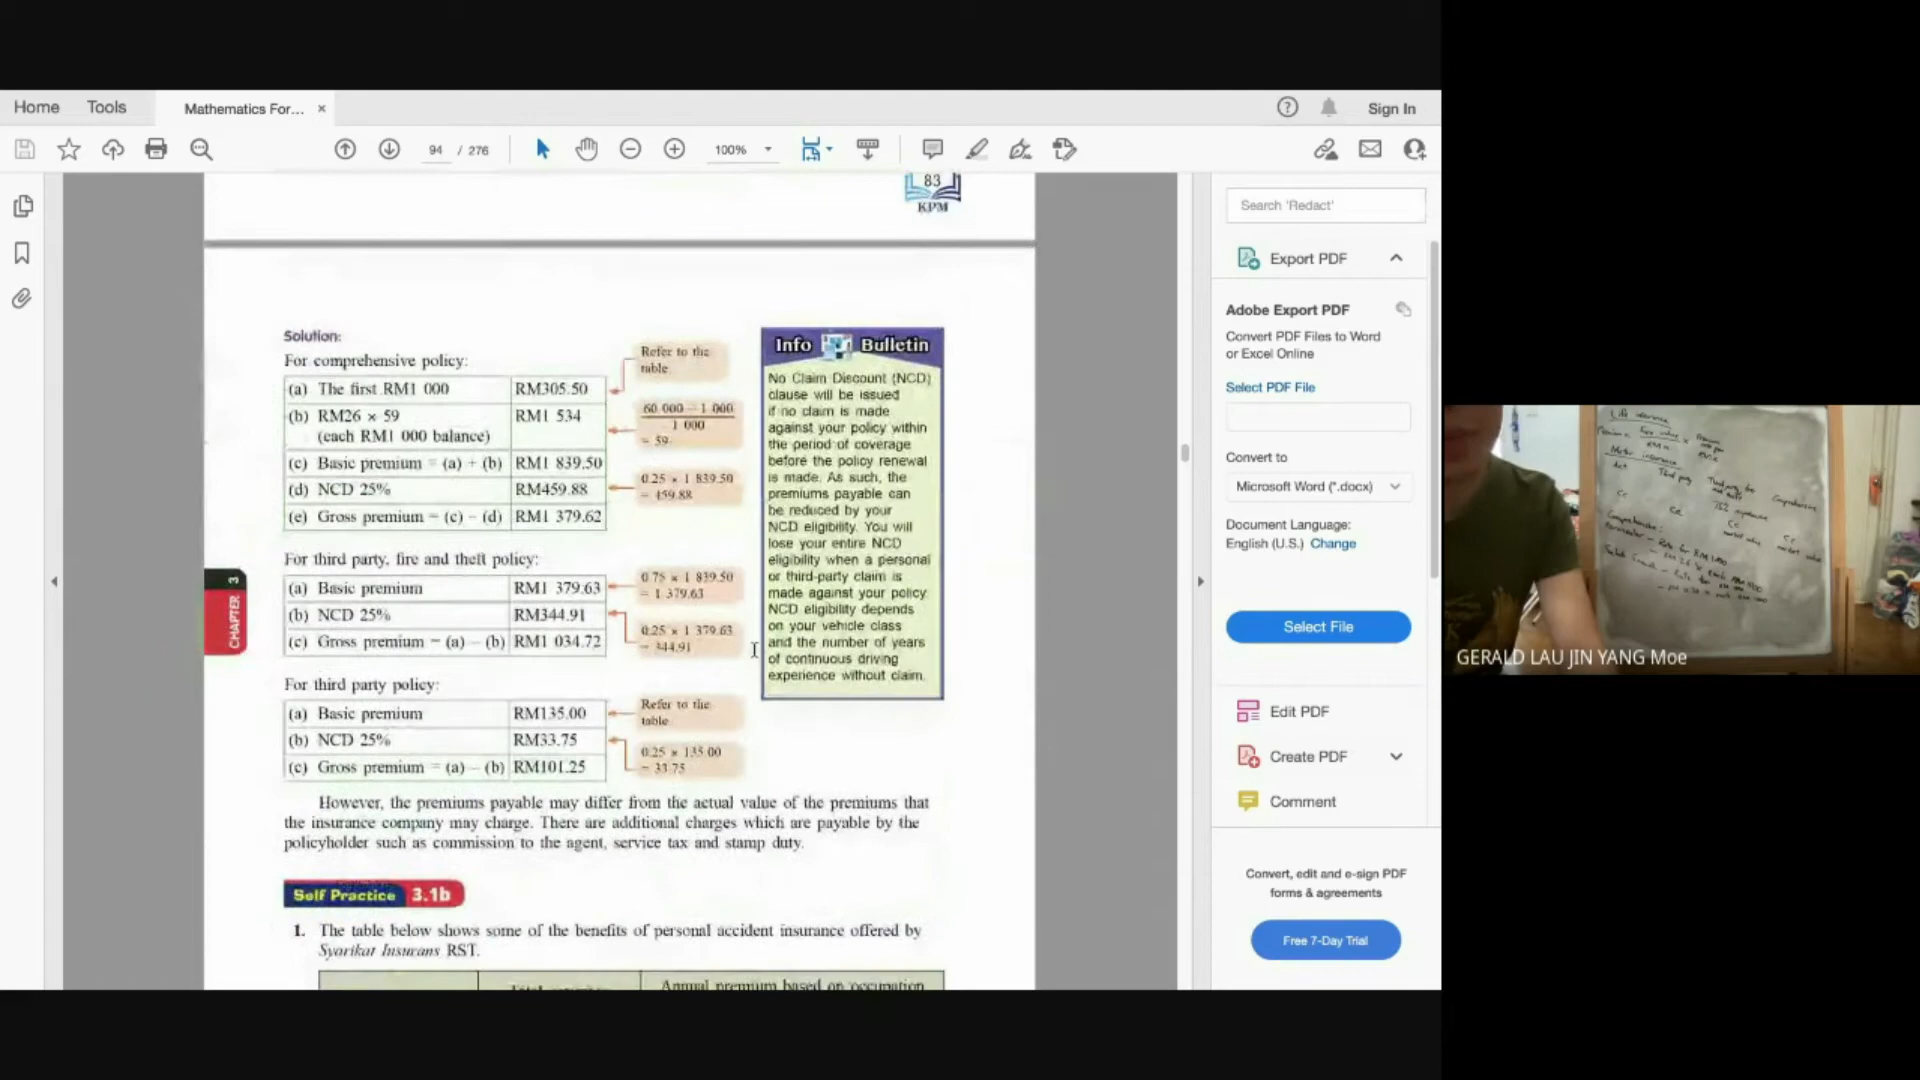 Home
Tools
Mathematics For...
Sign In
94 / 276
100%
Search 'Redact'
Export PDF
Adobe Export PDF
Convert PDF Files to Word
or Excel Online
Select PDF File
Convert to
Microsoft Word (*.docx)
Document Language:
English (U.S.) Change
Select File
Edit PDF
Create PDF
Comment
Convert, edit and e-sign PDF
forms & agreements
Free 7-Day Trial
83
KPM
Solution:
For comprehensive policy:
(a) The first RM1 000 RM305.50
(b) RM26 × 59 RM1 534
(each RM1 000 balance)
(c) Basic premium = (a) + (b) RM1 839.50
(d) NCD 25% RM459.88
(e) Gross premium = (c) – (d) RM1 379.62
Refer to the
table
60 000 – 1 000
1 000
= 59
0.25 × 1 839.50
= 459.88
For third party, fire and theft policy:
(a) Basic premium RM1 379.63
(b) NCD 25% RM344.91
(c) Gross premium = (a) – (b) RM1 034.72
0.75 × 1 839.50
= 1 379.63
0.25 × 1 379.63
= 344.91
For third party policy:
(a) Basic premium RM135.00
(b) NCD 25% RM33.75
(c) Gross premium = (a) – (b) RM101.25
Refer to the
table
0.25 × 135.00
= 33.75
Info Bulletin
No Claim Discount (NCD)
clause will be issued
if no claim is made
against your policy within
the period of coverage
before the policy renewal
is made. As such, the
premiums payable can
be reduced by your
NCD eligibility. You will
lose your entire NCD
eligibility when a personal
or third-party claim is
made against your policy.
NCD eligibility depends
on your vehicle class
and the number of years
of continuous driving
experience without claim.
CHAPTER 3
However, the premiums payable may differ from the actual value of the premiums that
the insurance company may charge. There are additional charges which are payable by the
policyholder such as commission to the agent, service tax and stamp duty.
Self Practice 3.1b
1. The table below shows some of the benefits of personal accident insurance offered by
Syarikat Insurans RST.
Annual premium based on occupation
Life insurance
Motor insurance
Act
Third party
Comprehensive
GERALD LAU JIN YANG Moe